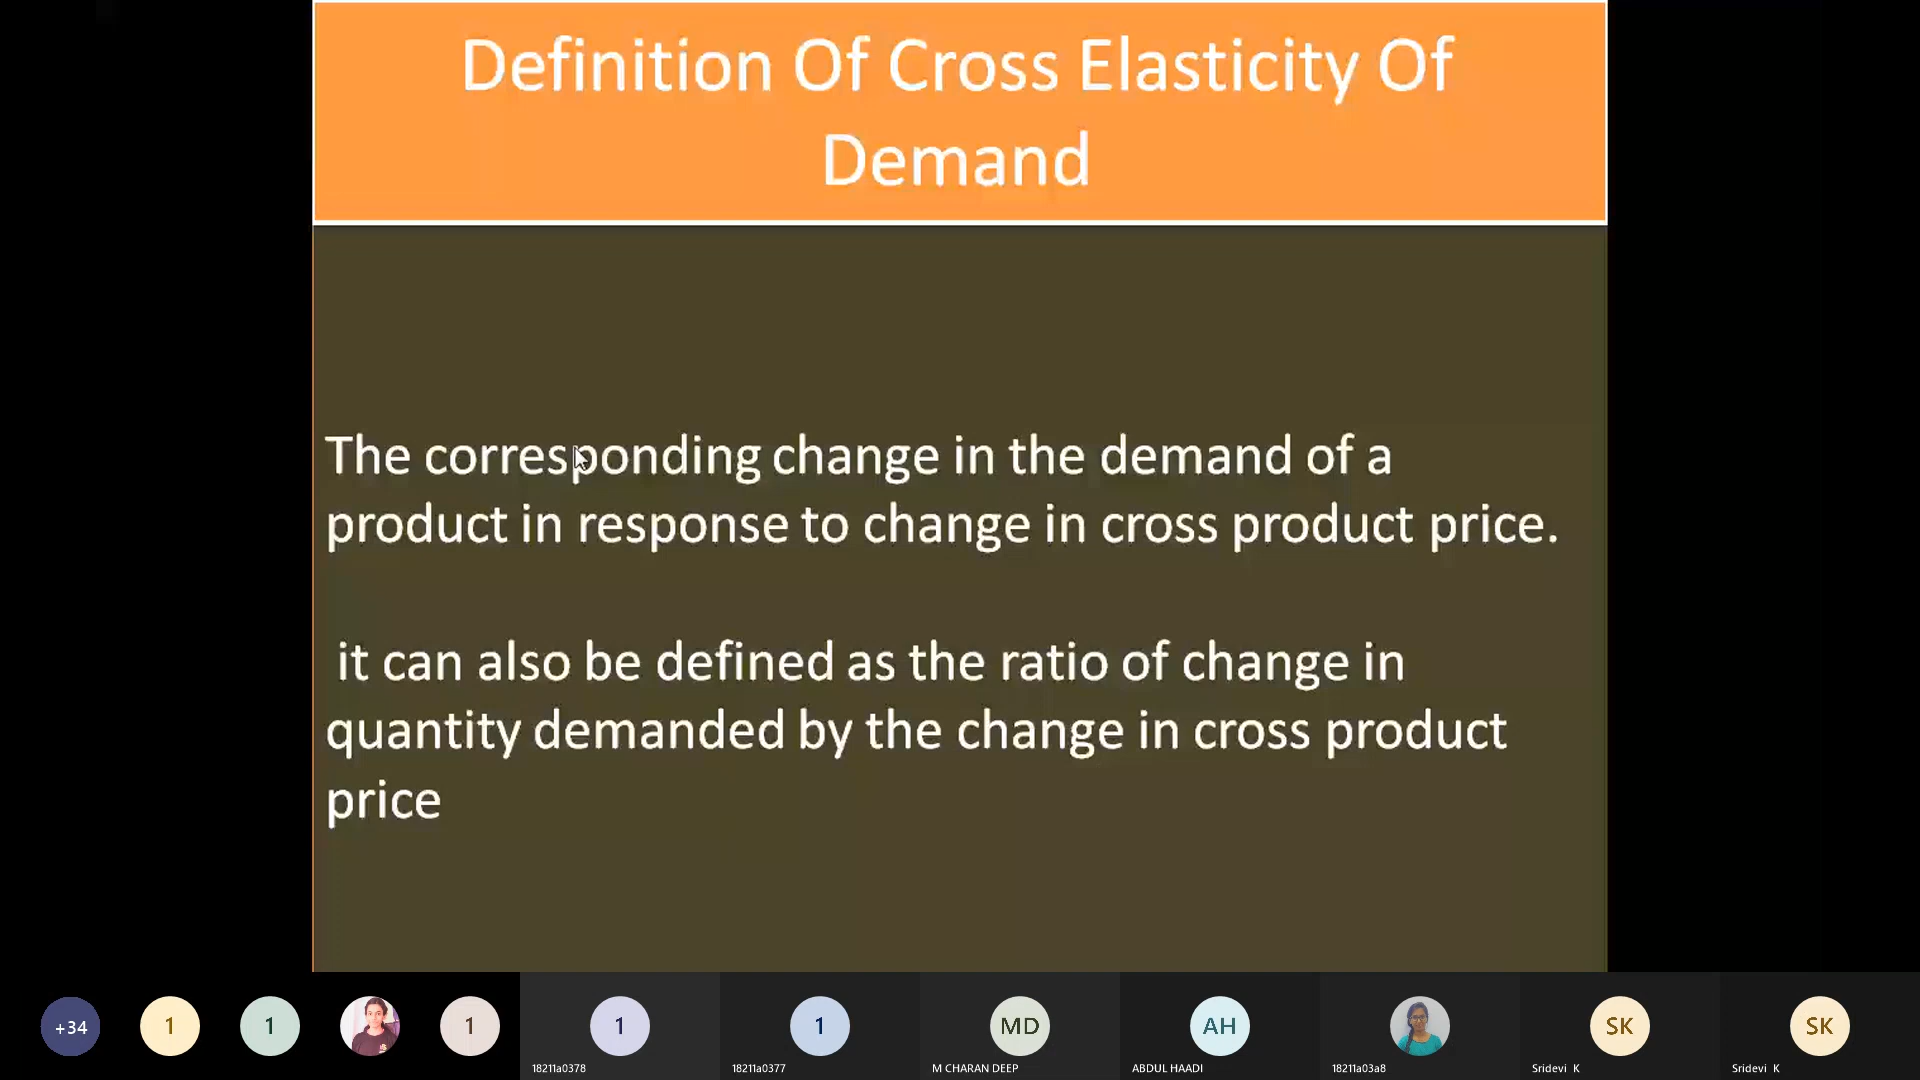 Definition Of Cross Elasticity Of
Demand
The corresponding change in the demand of a
product in response to change in cross product price.
it can also be defined as the ratio of change in
quantity demanded by the change in cross product
price
+34
1
1
1
1
1
MD
AH
SK
SK
18211a0378
18211a0377
M CHARAN DEEP
ABDUL HAADI
18211a03a8
Sridevi K
Sridevi K